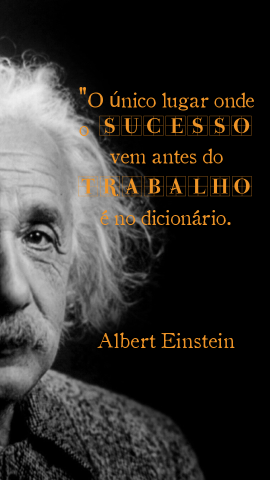 "O único lugar onde
o SUCESSO
vem antes do
TRABALHO
é no dicionário.
Albert Einstein